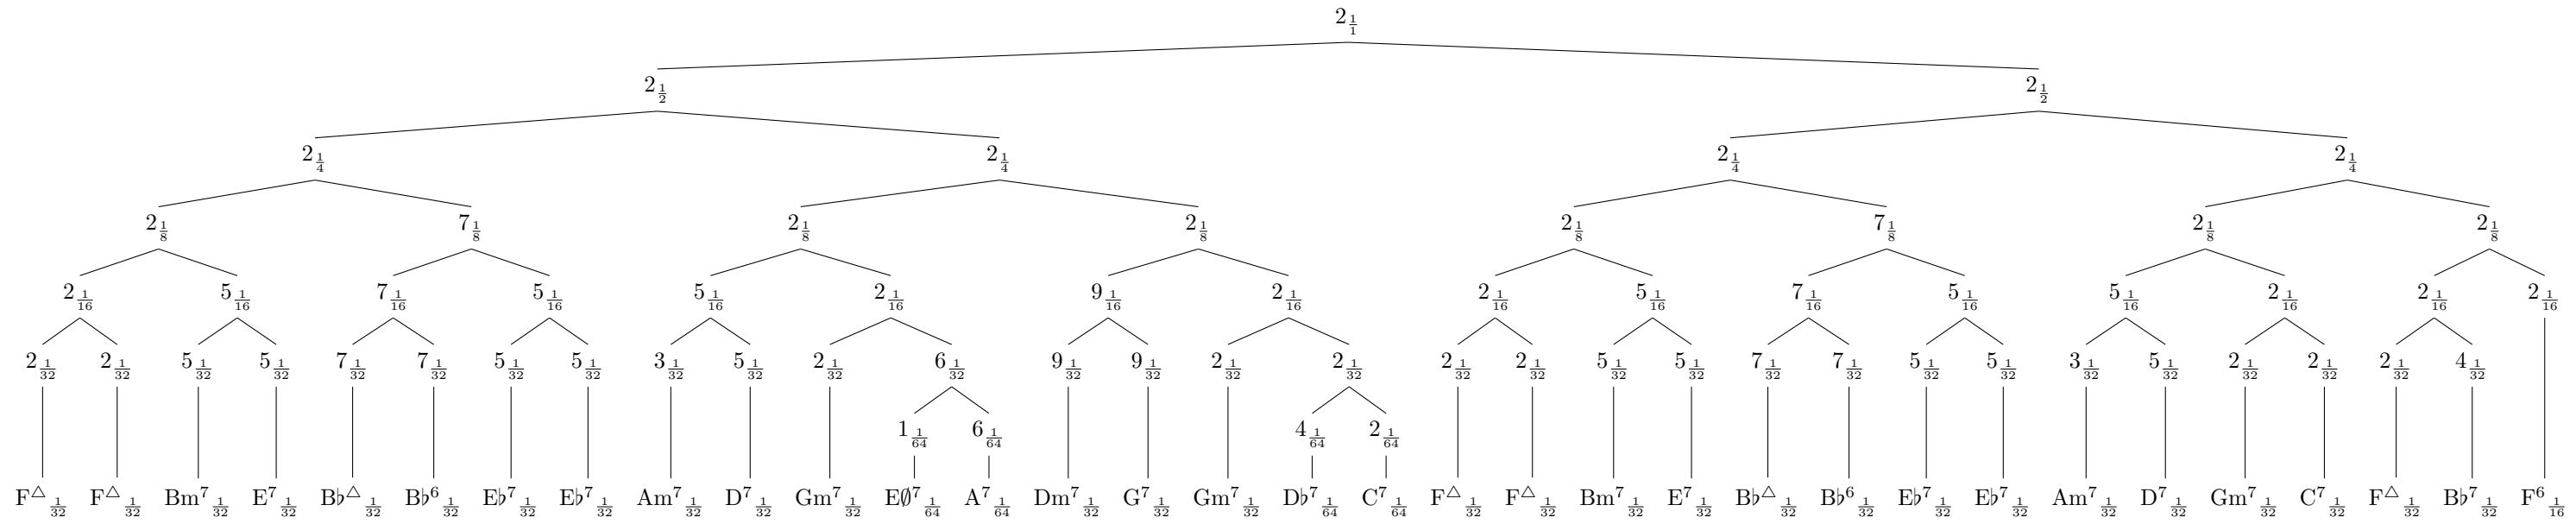 2 1/1
2 1/2 2 1/2
2 1/4 2 1/4 2 1/4 2 1/4
2 1/8 7 1/8 2 1/8 2 1/8 2 1/8 7 1/8 2 1/8 2 1/8
2 1/16 5 1/16 7 1/16 5 1/16 5 1/16 2 1/16 9 1/16 2 1/16 2 1/16 5 1/16 7 1/16 5 1/16 5 1/16 2 1/16 2 1/16 2 1/16
2 1/32 2 1/32 5 1/32 5 1/32 7 1/32 7 1/32 5 1/32 5 1/32 3 1/32 5 1/32 2 1/32 6 1/32 9 1/32 9 1/32 2 1/32 2 1/32 2 1/32 2 1/32 5 1/32 5 1/32 7 1/32 7 1/32 5 1/32 5 1/32 3 1/32 5 1/32 2 1/32 2 1/32 2 1/32 4 1/32
1 1/64 6 1/64 4 1/64 2 1/64
F△ 1/32 F△ 1/32 Bm7 1/32 E7 1/32 B♭△ 1/32 B♭6 1/32 E♭7 1/32 E♭7 1/32 Am7 1/32 D7 1/32 Gm7 1/32 E∅7 1/64 A7 1/64 Dm7 1/32 G7 1/32 Gm7 1/32 D♭7 1/64 C7 1/64 F△ 1/32 F△ 1/32 Bm7 1/32 E7 1/32 B♭△ 1/32 B♭6 1/32 E♭7 1/32 E♭7 1/32 Am7 1/32 D7 1/32 Gm7 1/32 C7 1/32 F△ 1/32 B♭7 1/32 F6 1/16